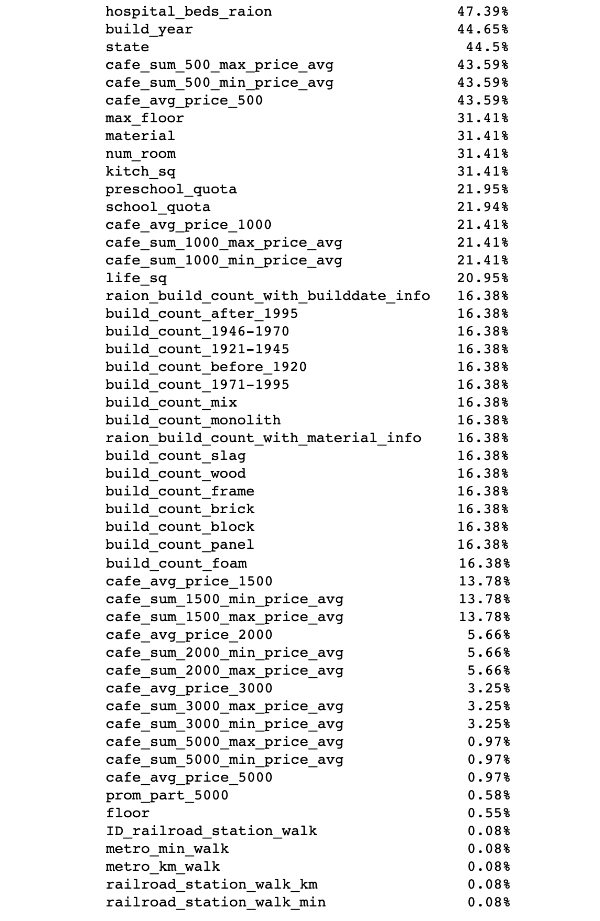 hospital_beds_raion 47.39%
build_year 44.65%
state 44.5%
cafe_sum_500_max_price_avg 43.59%
cafe_sum_500_min_price_avg 43.59%
cafe_avg_price_500 43.59%
max_floor 31.41%
material 31.41%
num_room 31.41%
kitch_sq 31.41%
preschool_quota 21.95%
school_quota 21.94%
cafe_avg_price_1000 21.41%
cafe_sum_1000_max_price_avg 21.41%
cafe_sum_1000_min_price_avg 21.41%
life_sq 20.95%
raion_build_count_with_builddate_info 16.38%
build_count_after_1995 16.38%
build_count_1946-1970 16.38%
build_count_1921-1945 16.38%
build_count_before_1920 16.38%
build_count_1971-1995 16.38%
build_count_mix 16.38%
build_count_monolith 16.38%
raion_build_count_with_material_info 16.38%
build_count_slag 16.38%
build_count_wood 16.38%
build_count_frame 16.38%
build_count_brick 16.38%
build_count_block 16.38%
build_count_panel 16.38%
build_count_foam 16.38%
cafe_avg_price_1500 13.78%
cafe_sum_1500_min_price_avg 13.78%
cafe_sum_1500_max_price_avg 13.78%
cafe_avg_price_2000 5.66%
cafe_sum_2000_min_price_avg 5.66%
cafe_sum_2000_max_price_avg 5.66%
cafe_avg_price_3000 3.25%
cafe_sum_3000_max_price_avg 3.25%
cafe_sum_3000_min_price_avg 3.25%
cafe_sum_5000_max_price_avg 0.97%
cafe_sum_5000_min_price_avg 0.97%
cafe_avg_price_5000 0.97%
prom_part_5000 0.58%
floor 0.55%
ID_railroad_station_walk 0.08%
metro_min_walk 0.08%
metro_km_walk 0.08%
railroad_station_walk_km 0.08%
railroad_station_walk_min 0.08%